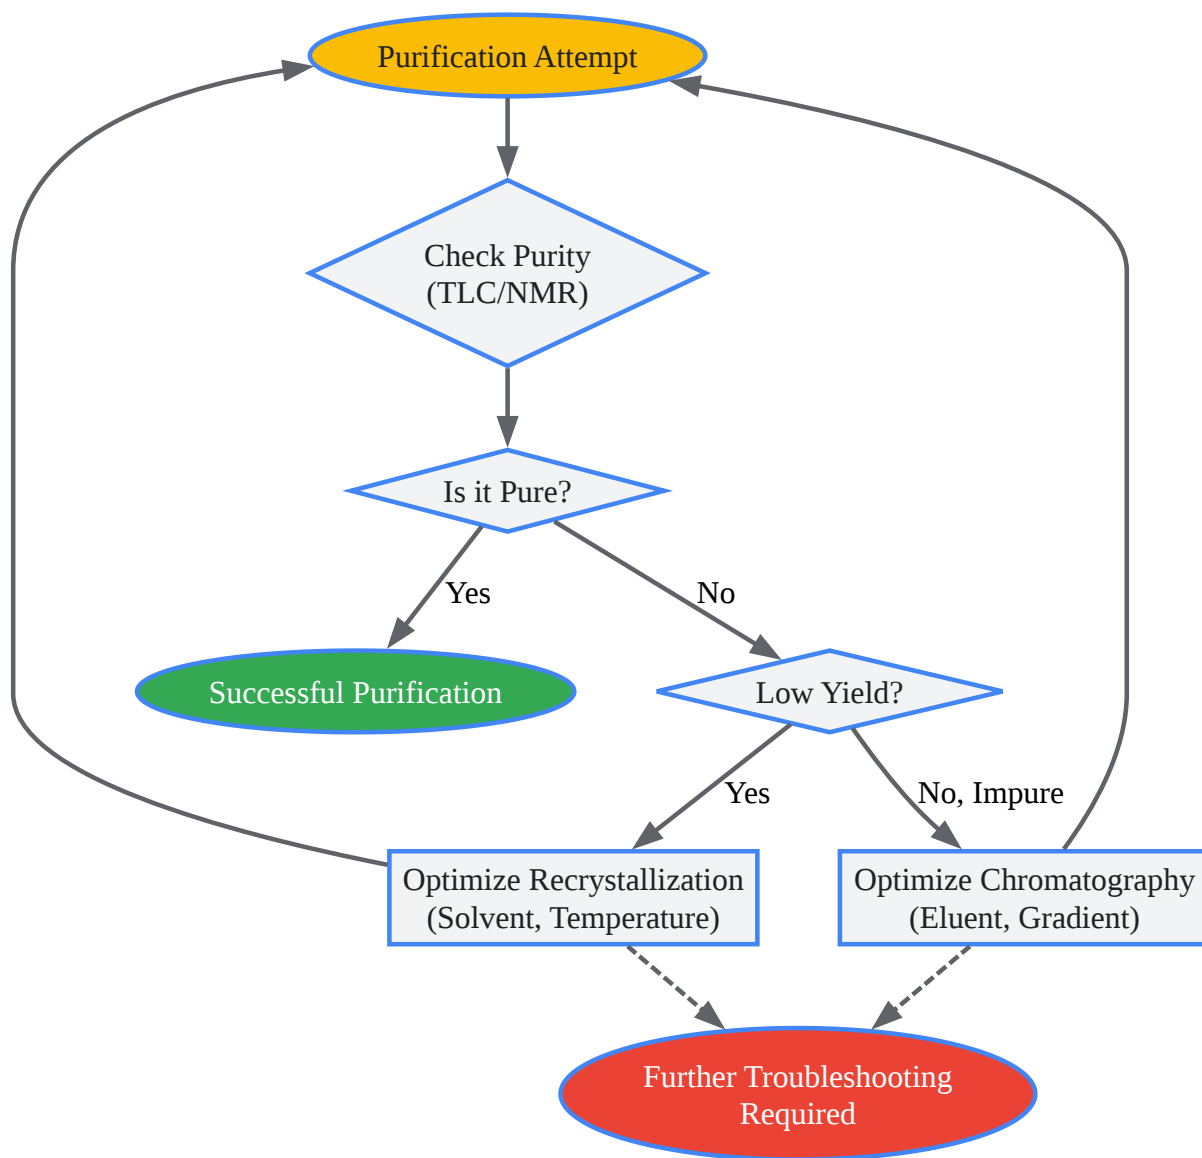 Purification Attempt
Check Purity
(TLC/NMR)
Is it Pure?
Yes
No
Successful Purification
Low Yield?
Yes
No, Impure
Optimize Recrystallization
(Solvent, Temperature)
Optimize Chromatography
(Eluent, Gradient)
Further Troubleshooting
Required